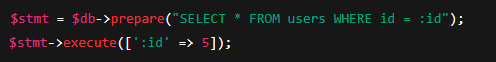 $stmt = $db->prepare("SELECT * FROM users WHERE id = :id");
$stmt->execute([':id' => 5]);